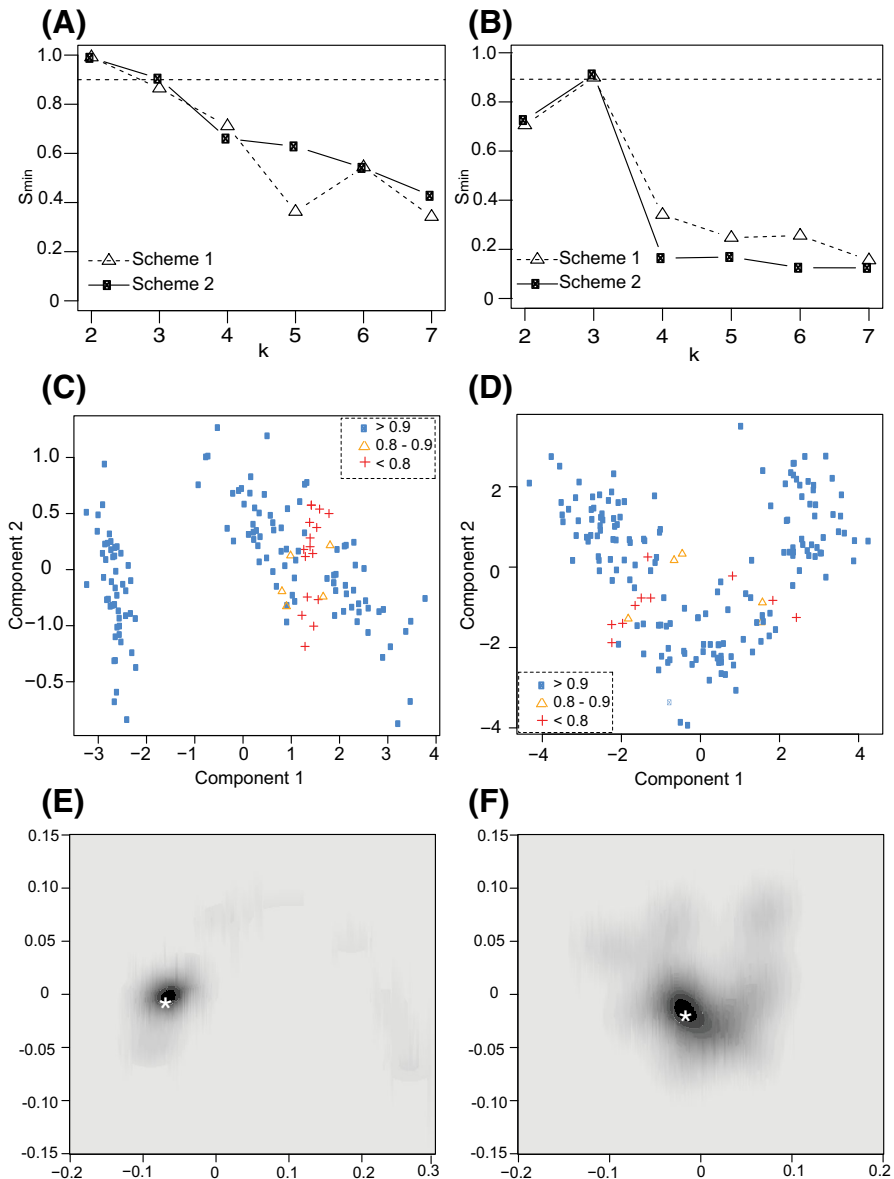 (A)
1.0
0.8
0.6
0.4
0.2
0
Smin
Scheme 1
Scheme 2
2 3 4 5 6 7
k
(B)
1.0
0.8
0.6
0.4
0.2
0
Smin
Scheme 1
Scheme 2
2 3 4 5 6 7
k
(C)
> 0.9
0.8 - 0.9
< 0.8
1.0
0.5
0
−1.0
−0.5
Component 2
−3 −2 −1 0 1 2 3 4
Component 1
(D)
2
0
−2
−4
Component 2
> 0.9
0.8 - 0.9
< 0.8
−4 −2 0 2 4
Component 1
(E)
0.15
0.10
0.05
0
-0.05
-0.10
-0.15
−0.2 −0.1 0 0.1 0.2 0.3
*
(F)
0.15
0.10
0.05
0
-0.05
-0.10
-0.15
−0.2 −0.1 0 0.1 0.2
*